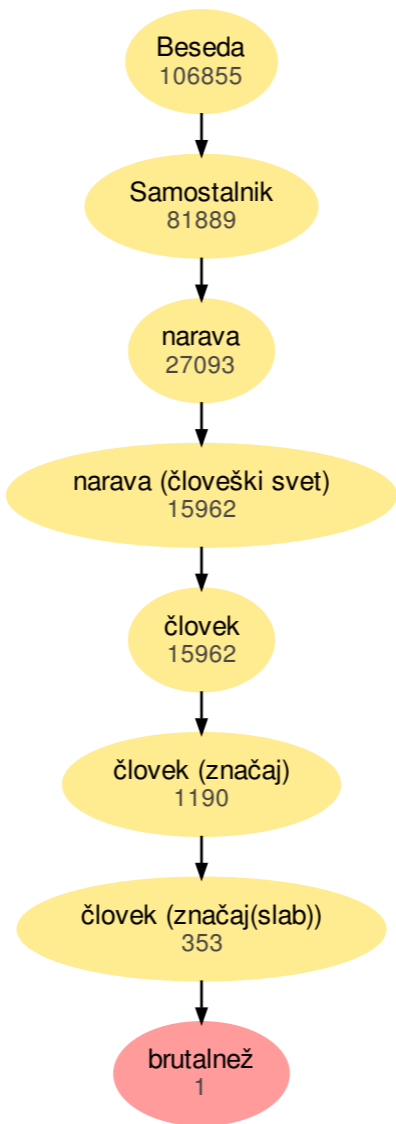 Beseda
106855
Samostalnik
81889
narava
27093
narava (človeški svet)
15962
človek
15962
človek (značaj)
1190
človek (značaj(slab))
353
brutalnež
1